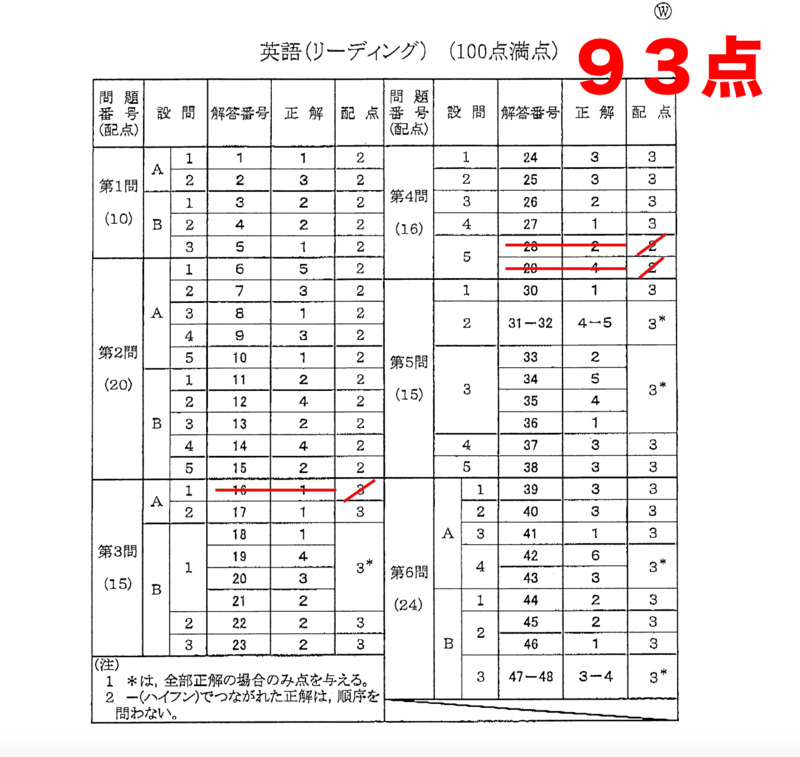 Ⓦ
英語(リーディング) (100点満点)
93点
問題番号(配点) 設問 解答番号 正解 配点
第1問 (10) A 1 1 1 2
2 2 3 2
B 1 3 2 2
2 4 2 2
3 5 1 2
第2問 (20) A 1 6 5 2
2 7 3 2
3 8 1 2
4 9 3 2
5 10 1 2
B 1 11 2 2
2 12 4 2
3 13 2 2
4 14 4 2
5 15 2 2
第3問 (15) A 1 16 1 3
2 17 1 3
B 1 18 1 3*
19 4
20 3
21 2
2 22 2 3
3 23 2 3
(注)
1 *は,全部正解の場合のみ点を与える。
2 -(ハイフン)でつながれた正解は,順序を
問わない。
問題番号(配点) 設問 解答番号 正解 配点
第4問 (16) 1 24 3 3
2 25 3 3
3 26 2 3
4 27 1 3
5 28 2 2
29 4 2
第5問 (15) 1 30 1 3
2 31-32 4-5 3*
3 33 2 3*
34 5
35 4
36 1
4 37 3 3
5 38 3 3
第6問 (24) A 1 39 3 3
2 40 3 3
3 41 1 3
4 42 6 3*
43 3
B 1 44 2 3
2 45 2 3
46 1 3
3 47-48 3-4 3*